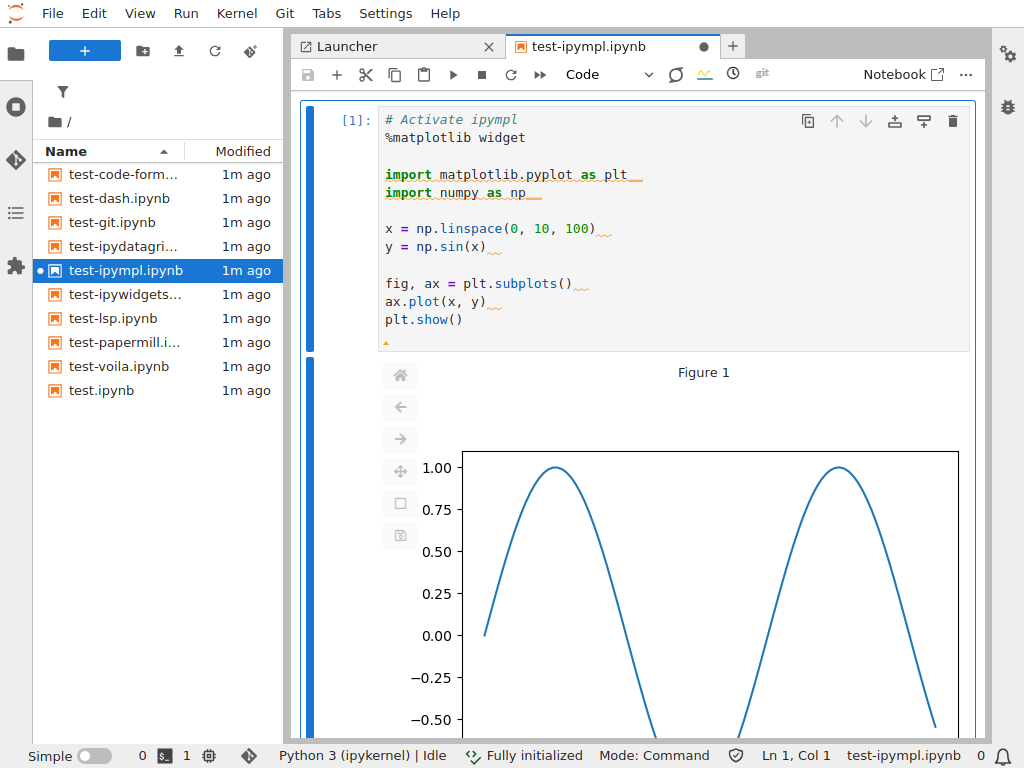 File Edit View Run Kernel Git Tabs Settings Help
Launcher
test-ipympl.ipynb
Code
git
Notebook
/
Name Modified
test-code-form… 1m ago
test-dash.ipynb 1m ago
test-git.ipynb 1m ago
test-ipydatagri… 1m ago
test-ipympl.ipynb 1m ago
test-ipywidgets… 1m ago
test-lsp.ipynb 1m ago
test-papermill.i… 1m ago
test-voila.ipynb 1m ago
test.ipynb 1m ago
[1]:
# Activate ipympl
%matplotlib widget
import matplotlib.pyplot as plt
import numpy as np
x = np.linspace(0, 10, 100)
y = np.sin(x)
fig, ax = plt.subplots()
ax.plot(x, y)
plt.show()
Figure 1
1.00
0.75
0.50
0.25
0.00
−0.25
−0.50
Simple 0 $_ 1 Python 3 (ipykernel) | Idle Fully initialized Mode: Command Ln 1, Col 1 test-ipympl.ipynb 0